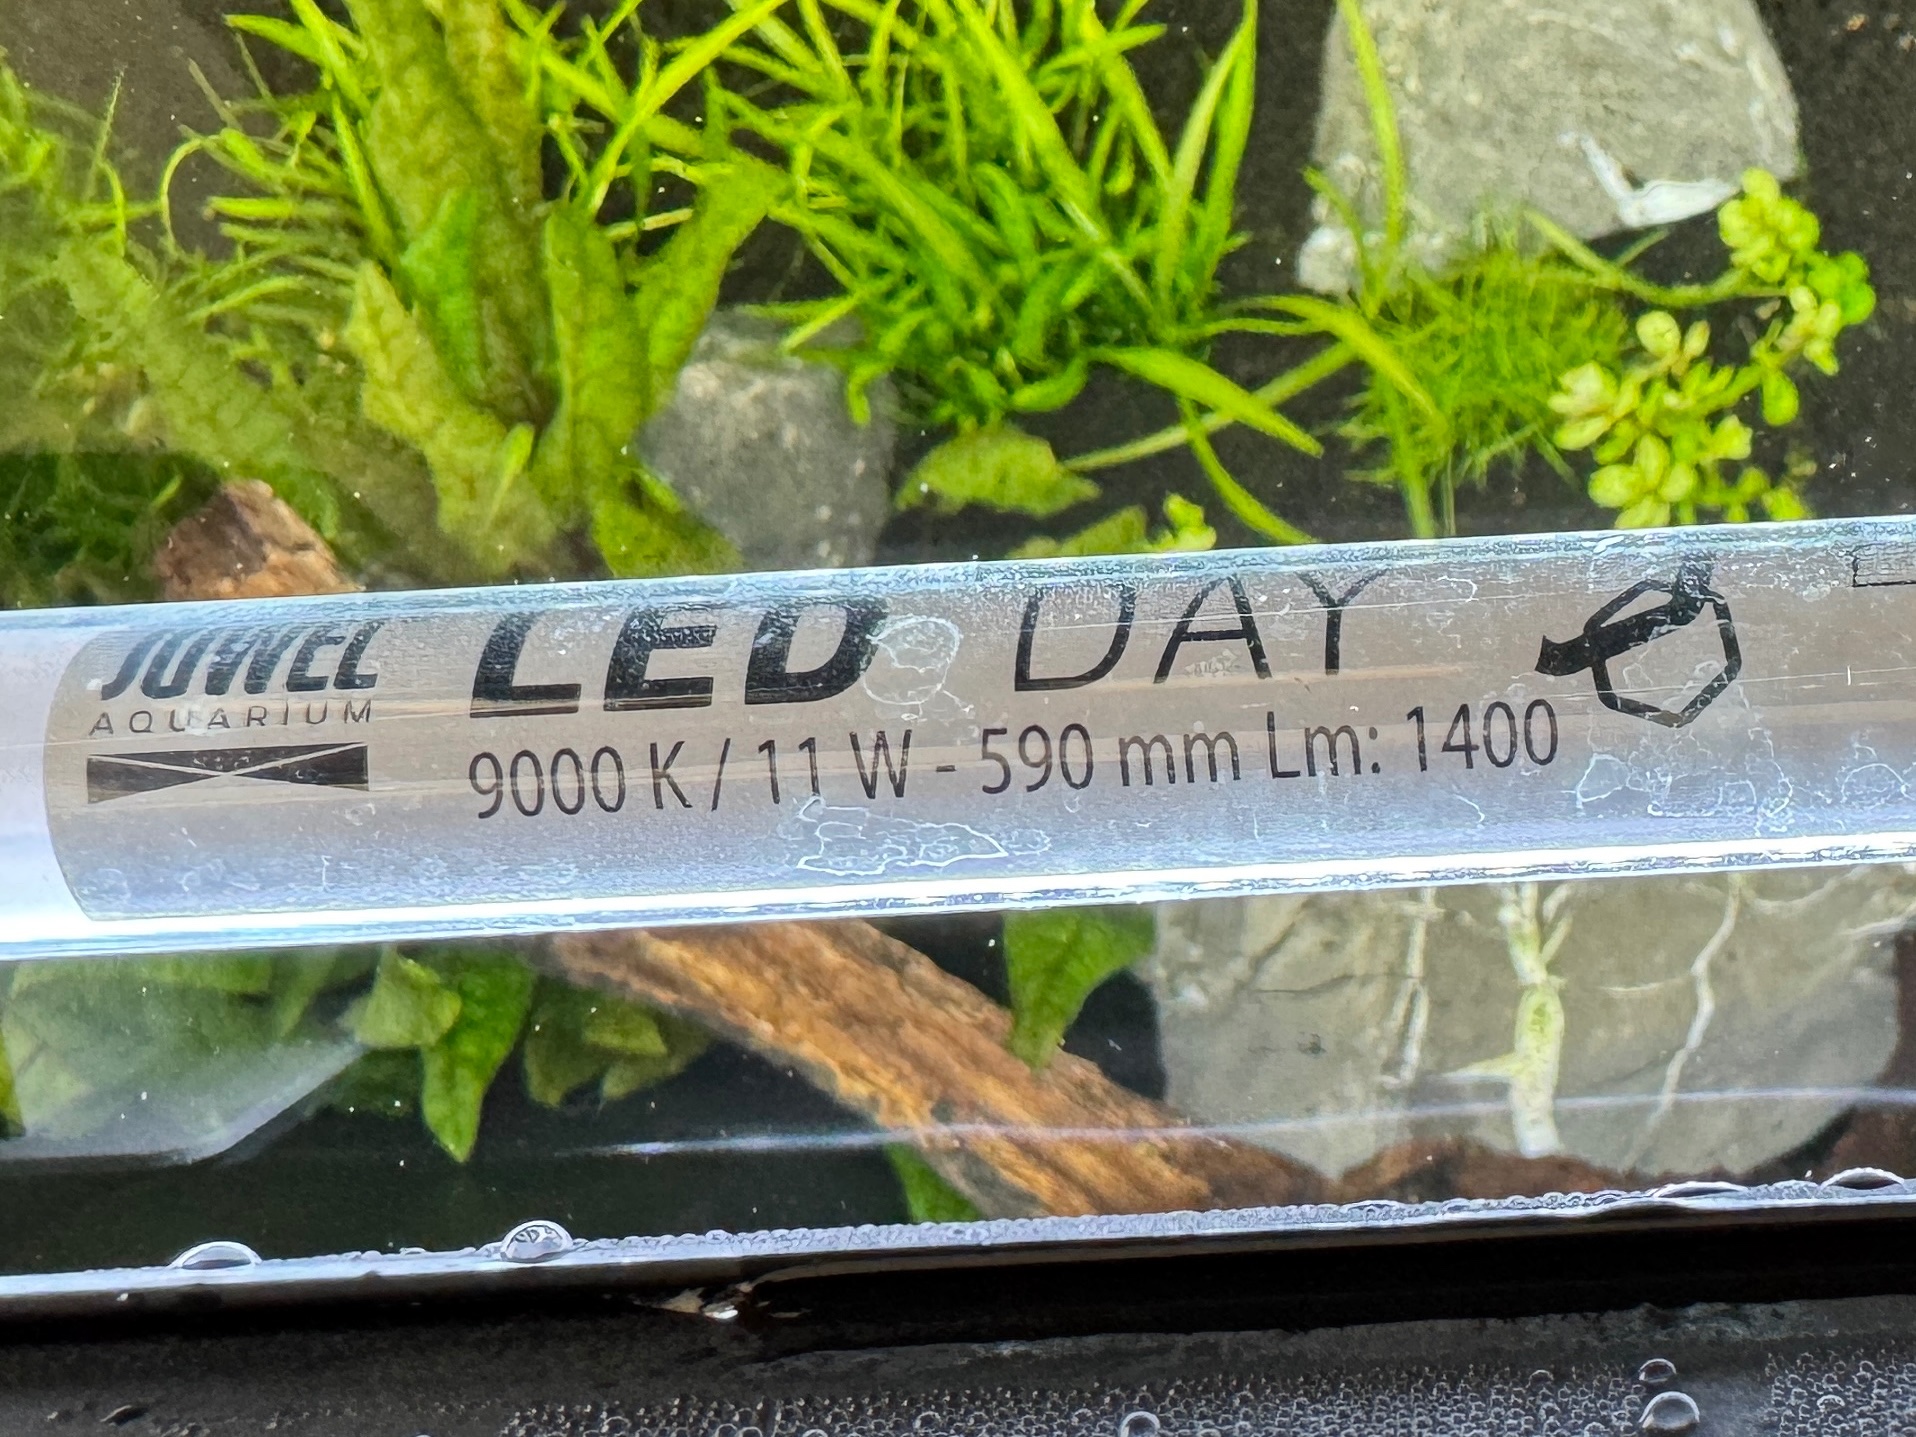 JUWEL
AQUARIUM
LED DAY
9000 K / 11 W - 590 mm Lm: 1400